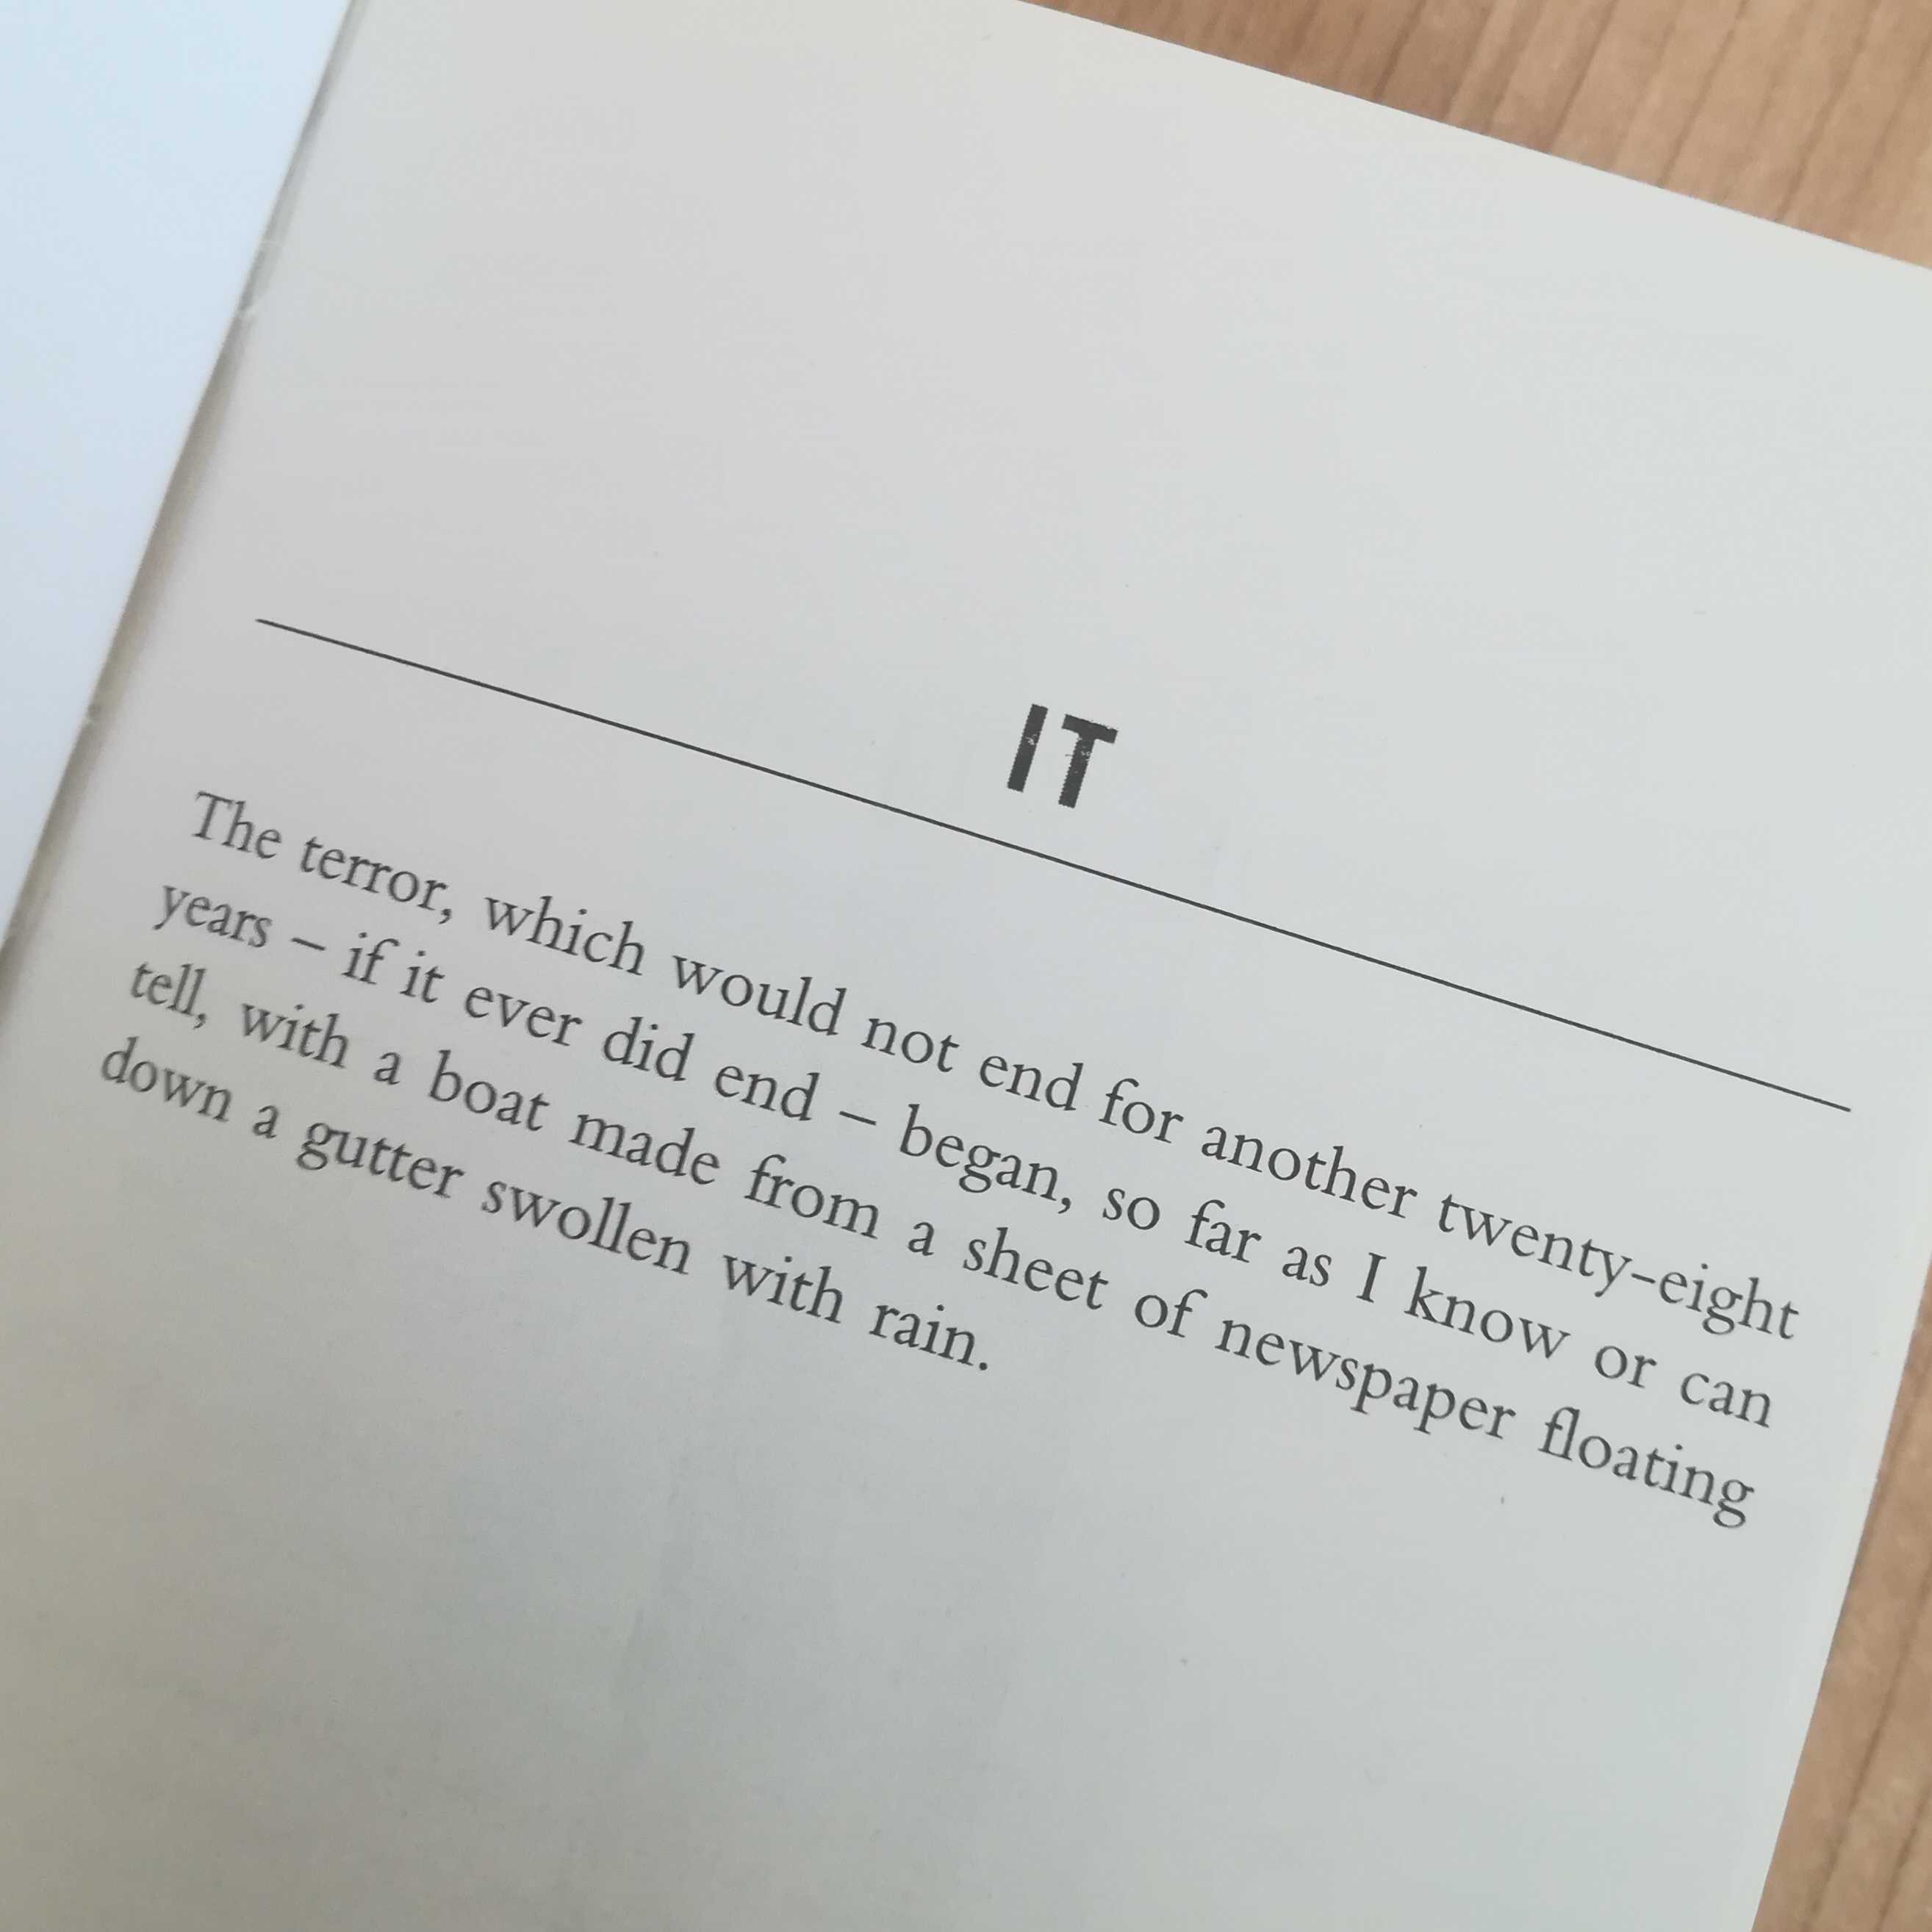 IT
The terror, which would not end for another twenty-eight
years – if it ever did end – began, so far as I know or can
tell, with a boat made from a sheet of newspaper floating
down a gutter swollen with rain.